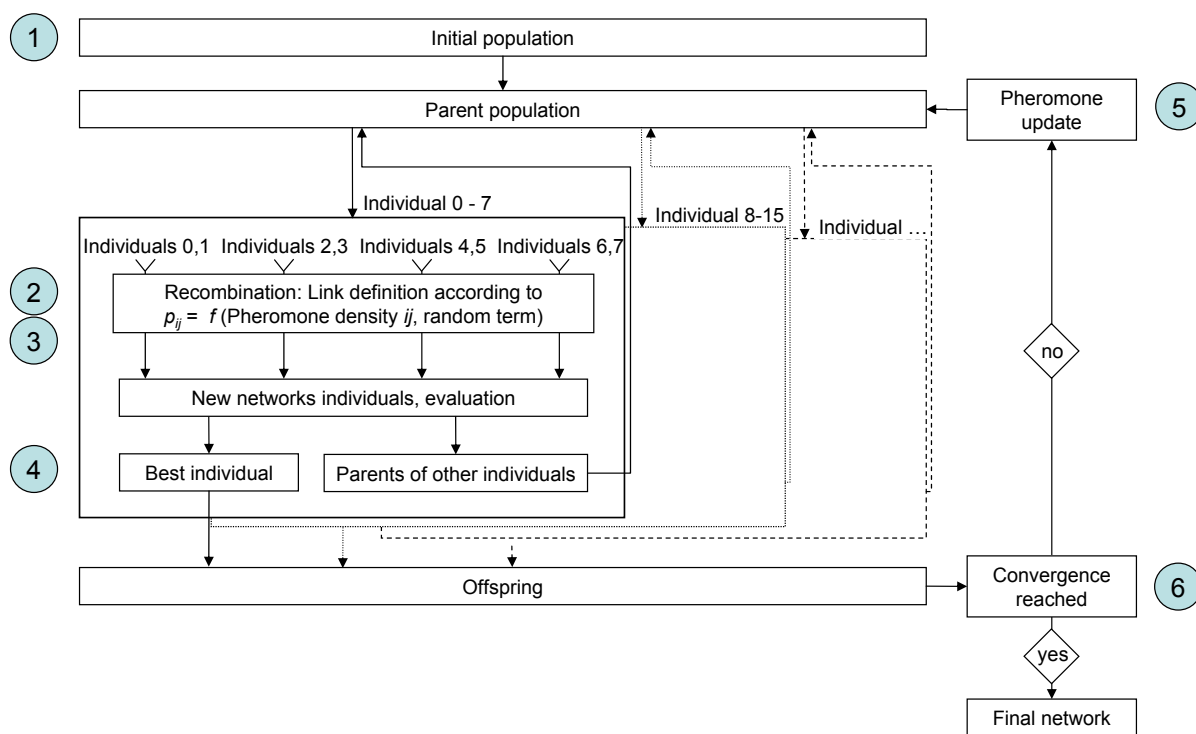 1
Initial population
Parent population
Pheromone
update
5
Individual 0 - 7
Individual 8-15
Individual …
Individuals 0,1
Individuals 2,3
Individuals 4,5
Individuals 6,7
2
Recombination: Link definition according to
pij = f (Pheromone density ij, random term)
3
no
New networks individuals, evaluation
4
Best individual
Parents of other individuals
Offspring
Convergence
reached
6
yes
Final network